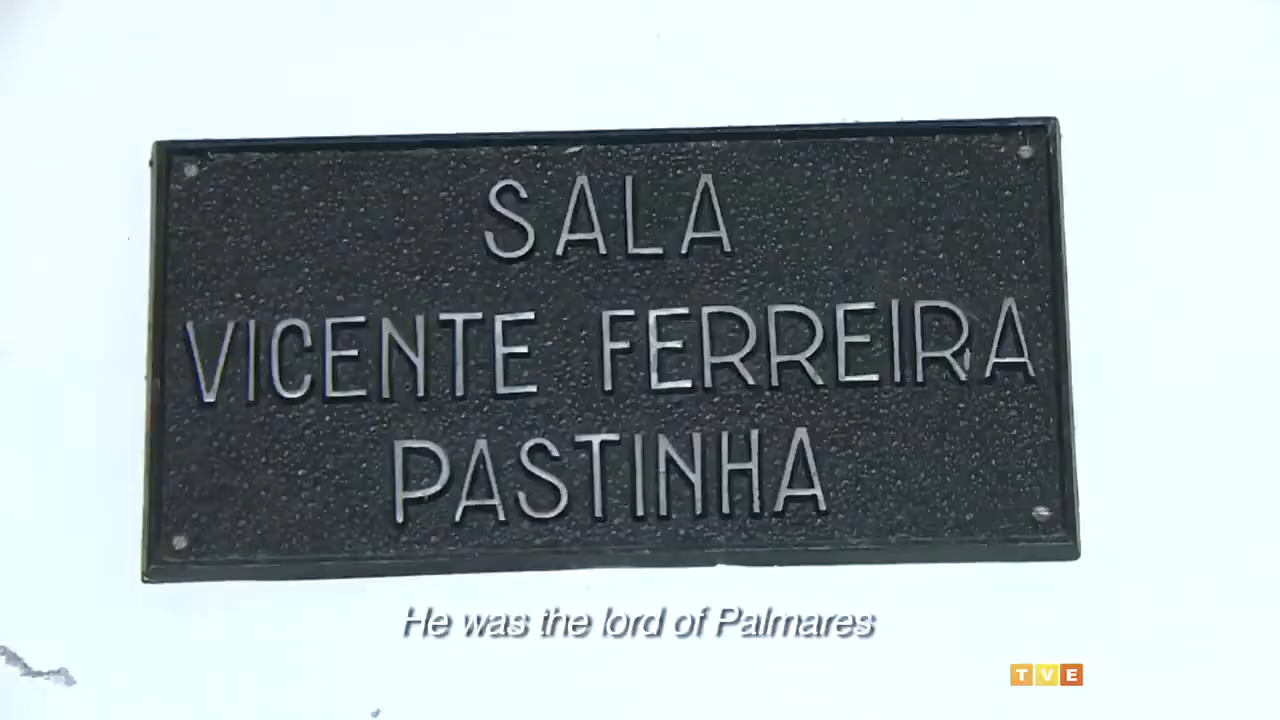 SALA
VICENTE FERREIRA
PASTINHA
He was the lord of Palmares
TVE